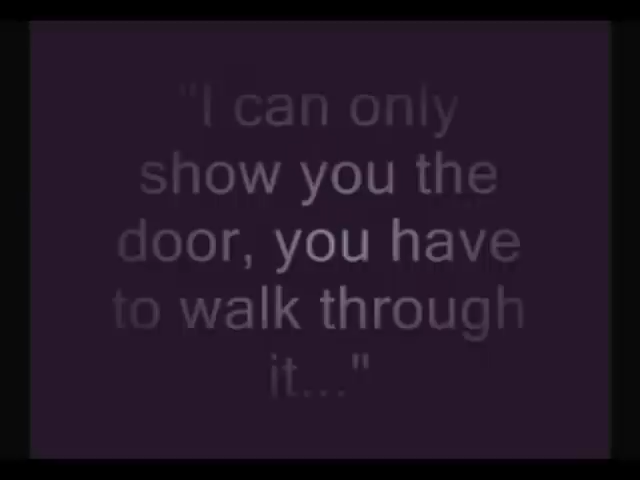 "I can only
show you the
door, you have
to walk through
it..."